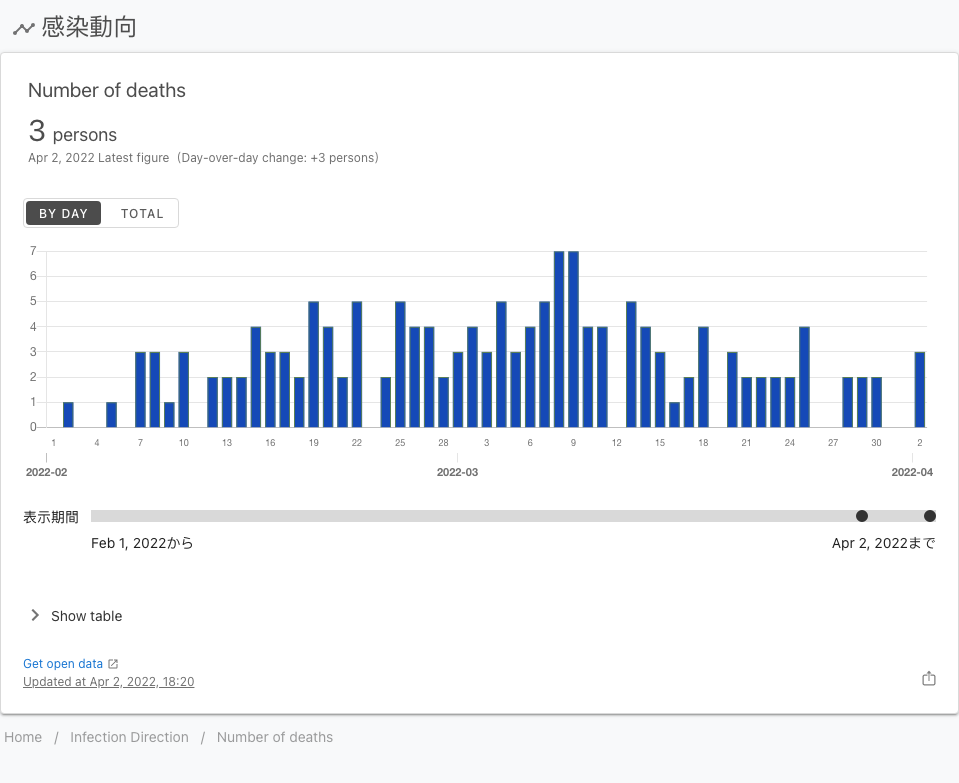 感染動向
Number of deaths
3 persons
Apr 2, 2022 Latest figure (Day-over-day change: +3 persons)
BY DAY TOTAL
7
6
5
4
3
2
1
0
1 4 7 10 13 16 19 22 25 28 3 6 9 12 15 18 21 24 27 30 2
2022-02 2022-03 2022-04
表示期間
Feb 1, 2022から Apr 2, 2022まで
Show table
Get open data
Updated at Apr 2, 2022, 18:20
Home / Infection Direction / Number of deaths